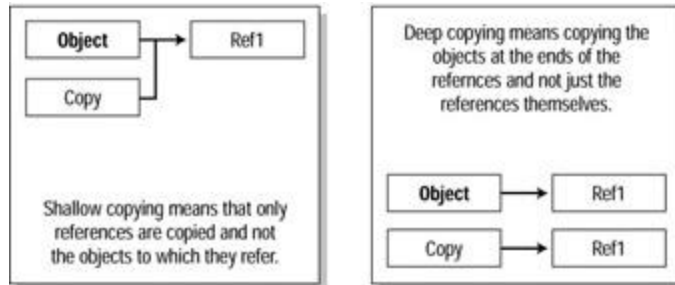 Object
Ref1
Copy
Shallow copying means that only
references are copied and not
the objects to which they refer.
Deep copying means copying the
objects at the ends of the
refernces and not just the
references themselves.
Object
Ref1
Copy
Ref1